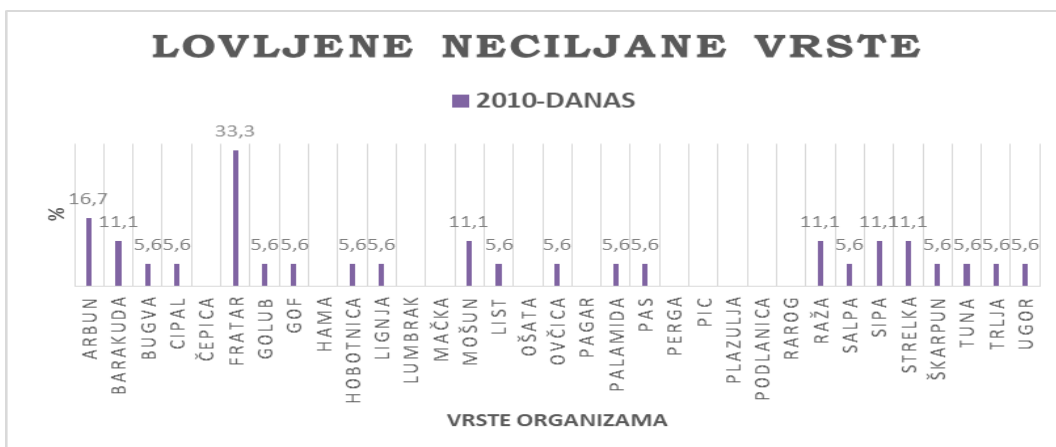 LOVLJENE NECILJANE VRSTE
2010-DANAS
%
16,7
11,1
5,6
5,6
33,3
5,6
5,6
5,6
5,6
11,1
5,6
5,6
5,6
5,6
11,1
5,6
11,1
11,1
5,6
5,6
5,6
5,6
ARBUN
BARAKUDA
BUGVA
CIPAL
ČEPICA
FRATAR
GOLUB
GOF
HAMA
HOBOTNICA
LIGNJA
LUMBRAK
MAČKA
MOŠUN
LIST
OŠATA
OVČICA
PAGAR
PALAMIDA
PAS
PERGA
PIC
PLAZULJA
PODLANICA
RAROG
RAŽA
SALPA
SIPA
STRELKA
ŠKARPUN
TUNA
TRLJA
UGOR
VRSTE ORGANIZAMA